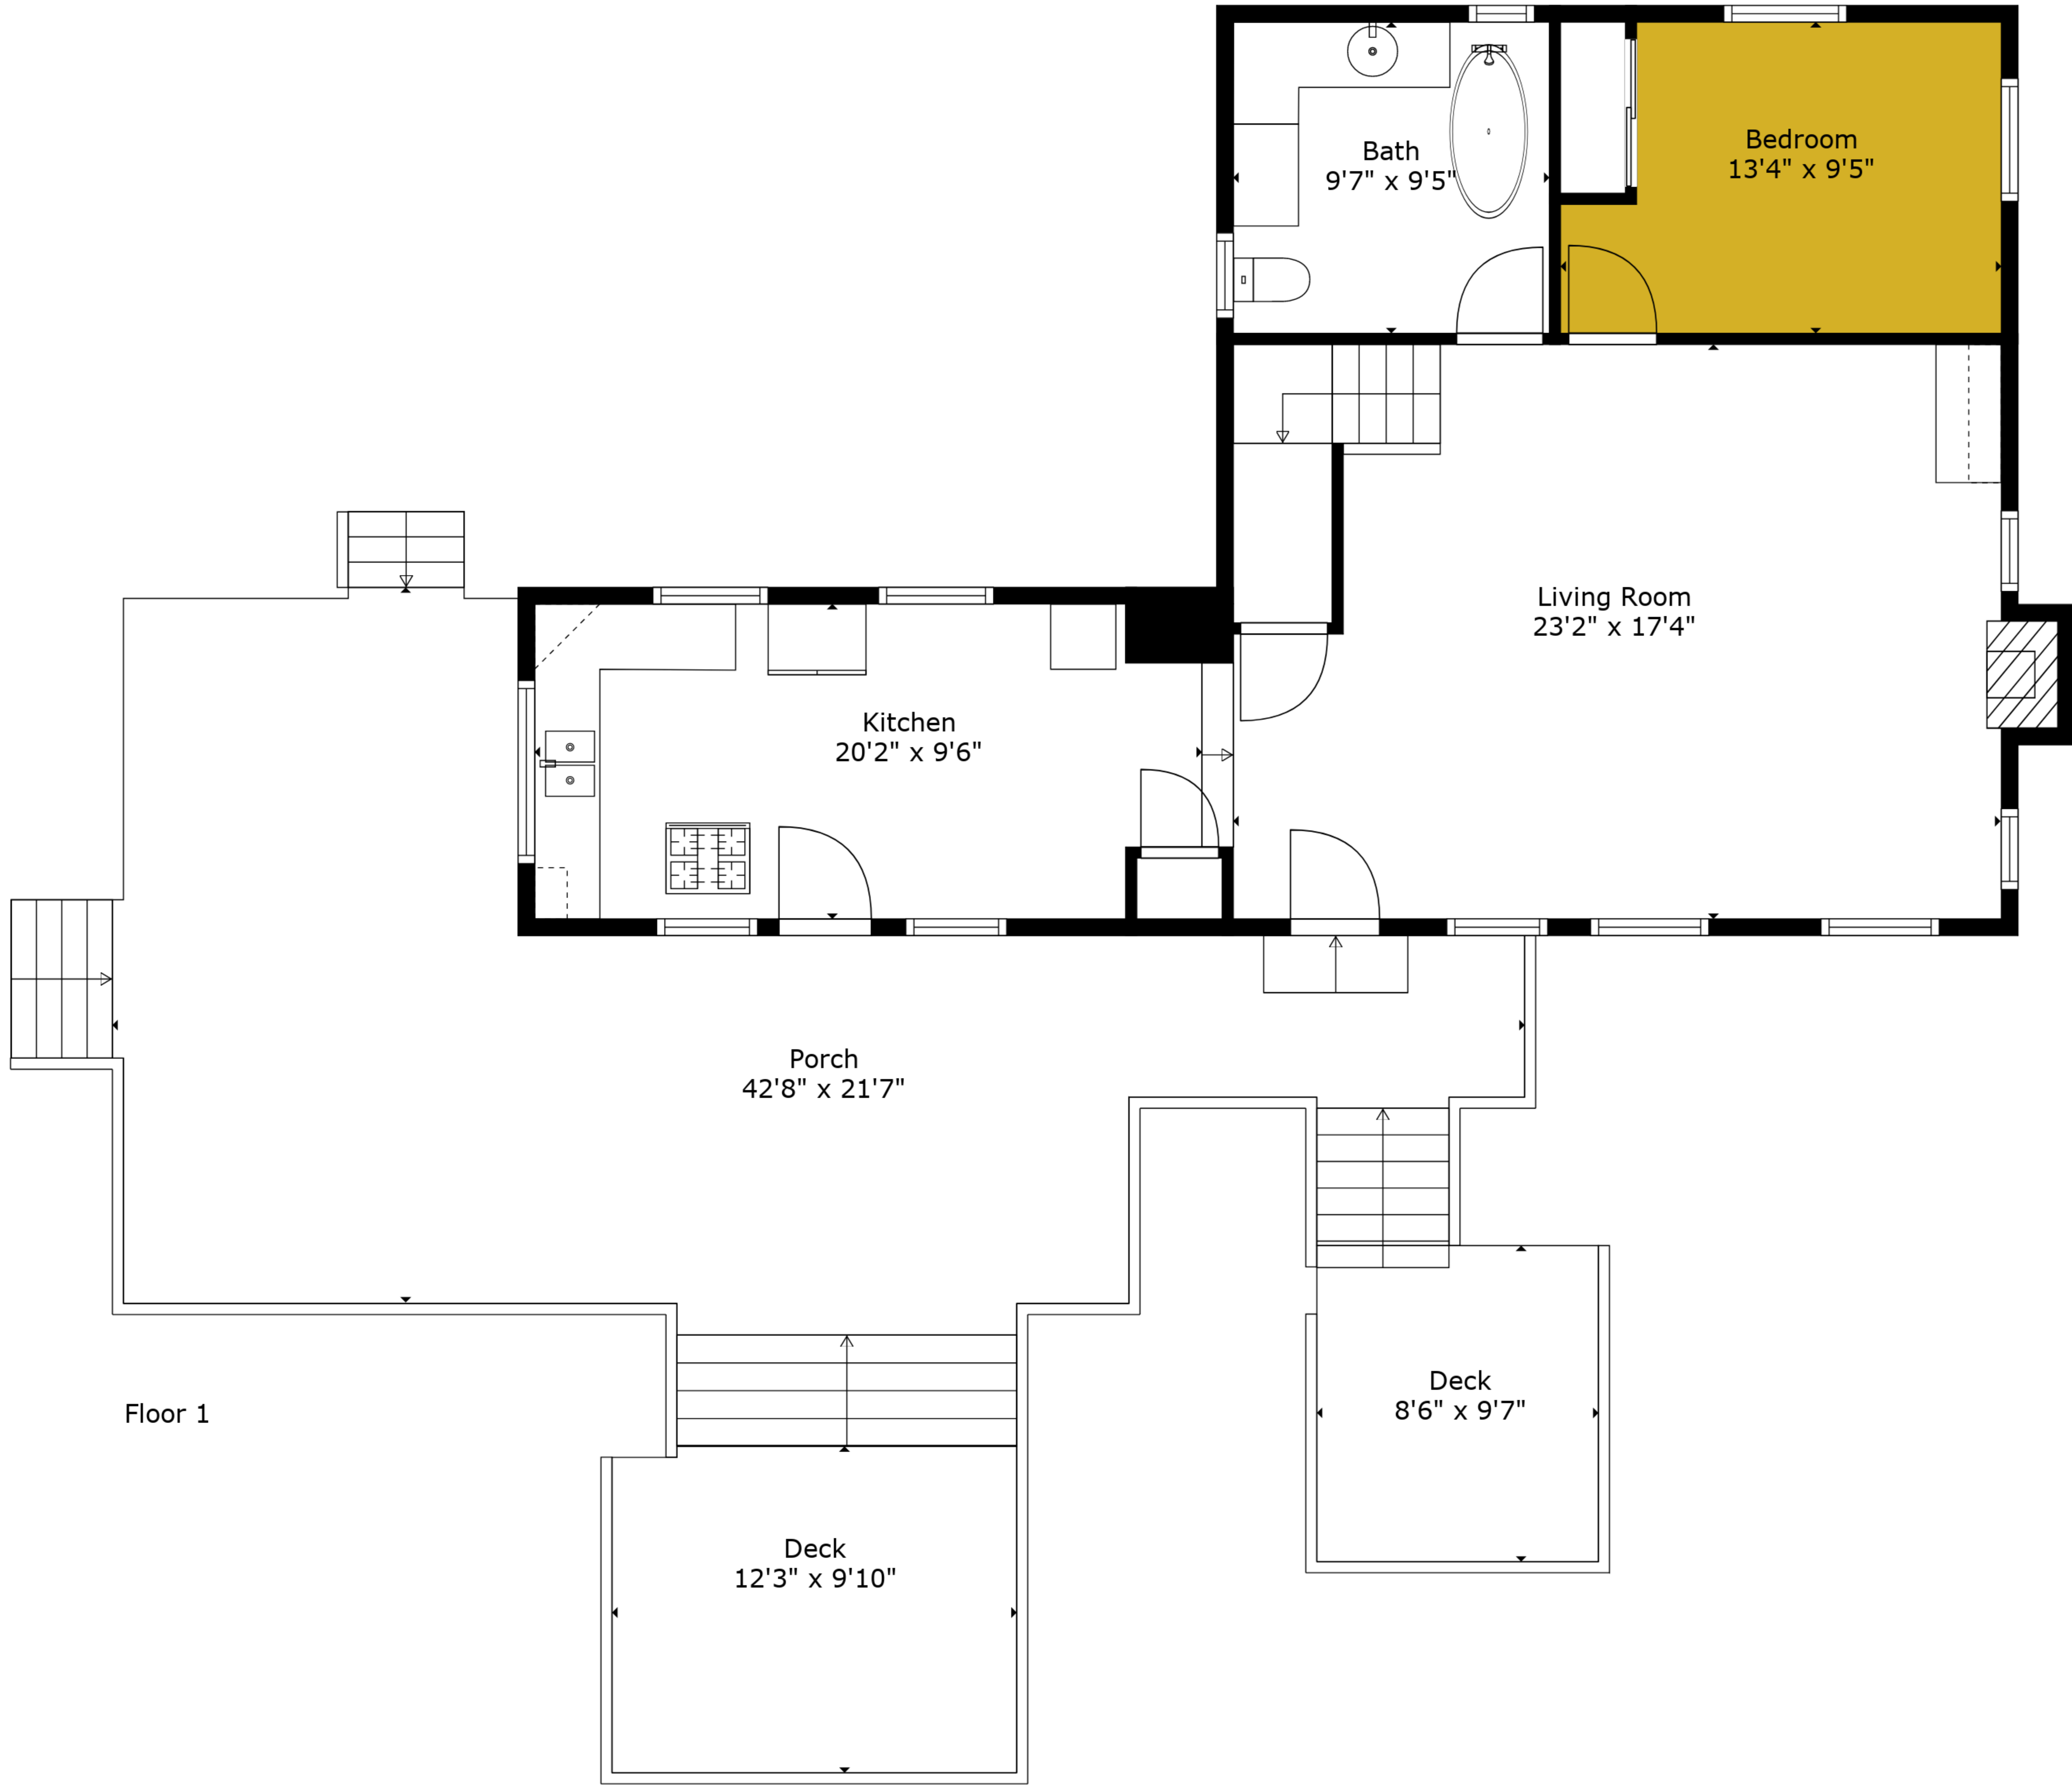 Bath
9'7" x 9'5"
Bedroom
13'4" x 9'5"
Living Room
23'2" x 17'4"
Kitchen
20'2" x 9'6"
Porch
42'8" x 21'7"
Deck
8'6" x 9'7"
Floor 1
Deck
12'3" x 9'10"